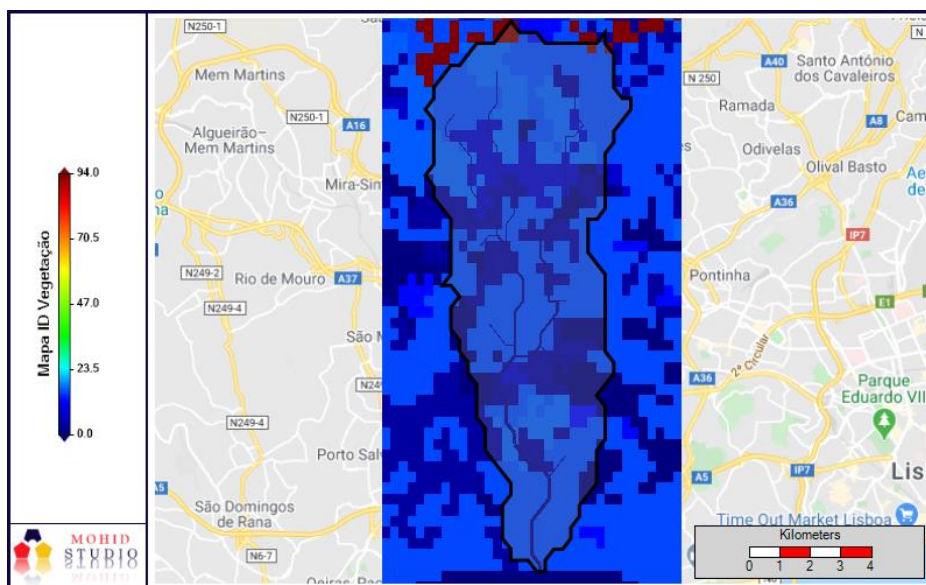 Mapa ID Vegetação
94.0
70.5
47.0
23.5
0.0
MOHID
STUDIO
N250-1
Mem Martins
N250-1
Algueirão–
Mem Martins
A16
Mira-Sin
N249-2
Rio de Mouro
A37
N249-4
São M
N249
N249-4
Porto Salv
A5
São Domingos
de Rana
N6-7
Oeiras
A40
Santo António
dos Cavaleiros
N
N 250
Ramada
A8
Cam
Odivelas
Olival Basto
Ae
de
A36
IP7
Pontinha
E1
2ª Circular
A36
Parque
Eduardo VII
A5
IP7
Lis
Time Out Market Lisboa
Kilometers
0 1 2 3 4